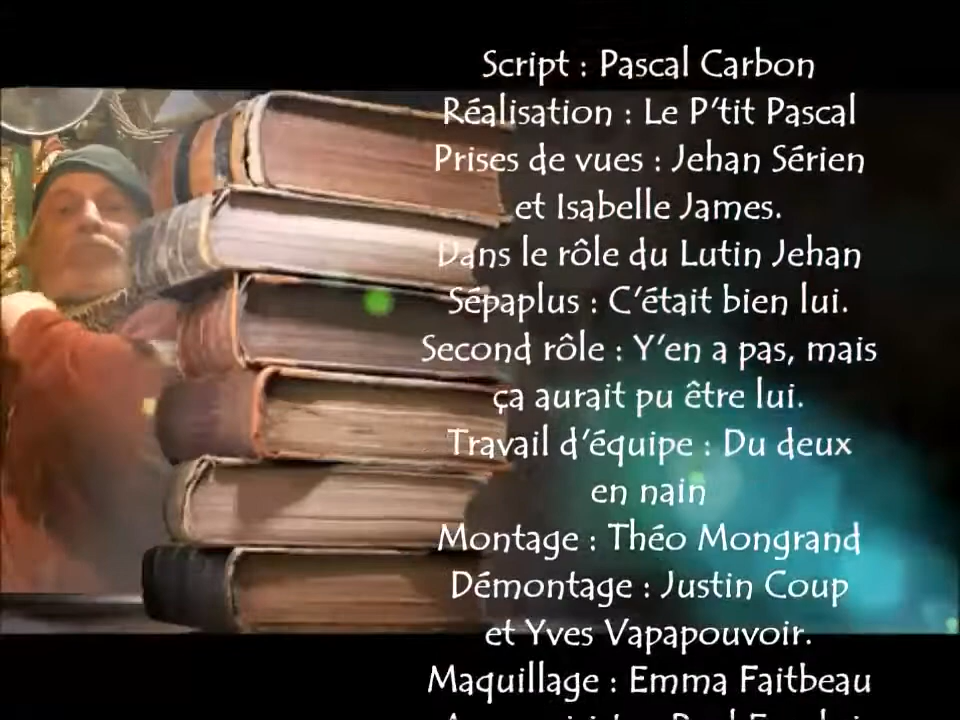 Script : Pascal Carbon
Réalisation : Le P'tit Pascal
Prises de vues : Jehan Sérien
et Isabelle James.
Dans le rôle du Lutin Jehan
Sépaplus : C'était bien lui.
Second rôle : Y'en a pas, mais
ça aurait pu être lui.
Travail d'équipe : Du deux
en nain
Montage : Théo Mongrand
Démontage : Justin Coup
et Yves Vapapouvoir.
Maquillage : Emma Faitbeau